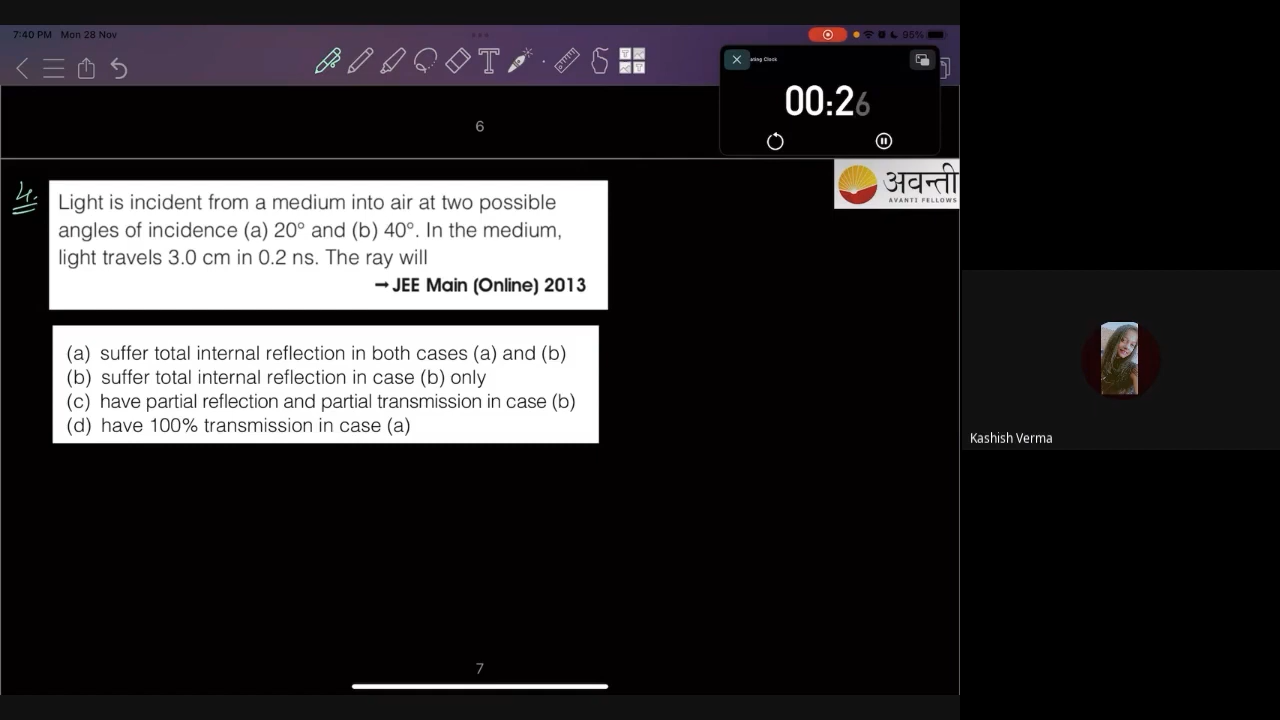 7:40 PM Mon 28 Nov
95%
00:26
6
अवन्ती
AVANTI FELLOWS
4.
Light is incident from a medium into air at two possible
angles of incidence (a) 20° and (b) 40°. In the medium,
light travels 3.0 cm in 0.2 ns. The ray will
→ JEE Main (Online) 2013
(a) suffer total internal reflection in both cases (a) and (b)
(b) suffer total internal reflection in case (b) only
(c) have partial reflection and partial transmission in case (b)
(d) have 100% transmission in case (a)
Kashish Verma
7